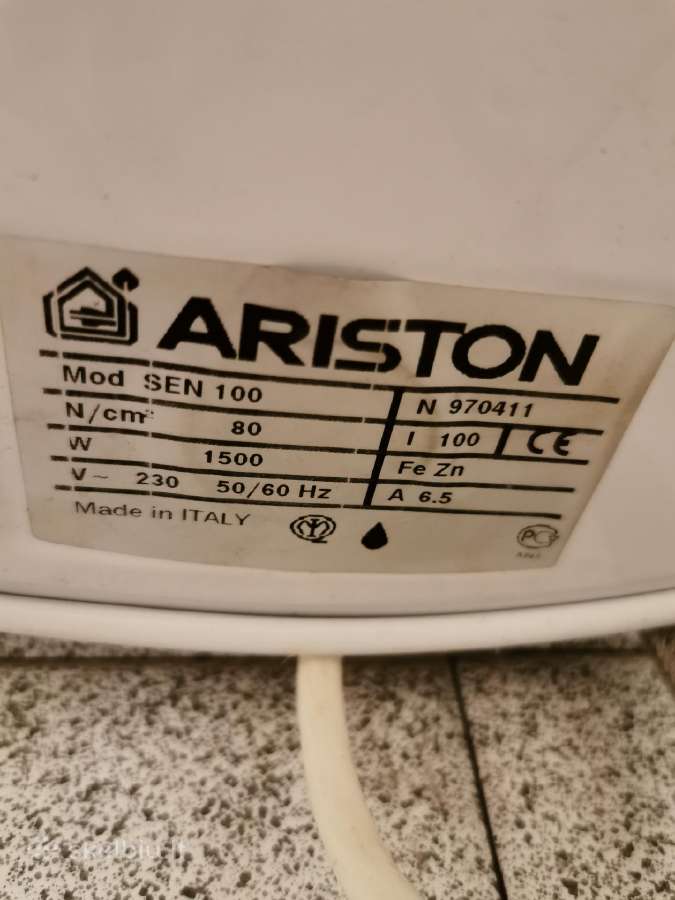 ARISTON
Mod SEN 100
N 970411
N/cm² 80
I 100 CE
W 1500
Fe Zn
V~ 230 50/60 Hz
A 6.5
Made in ITALY